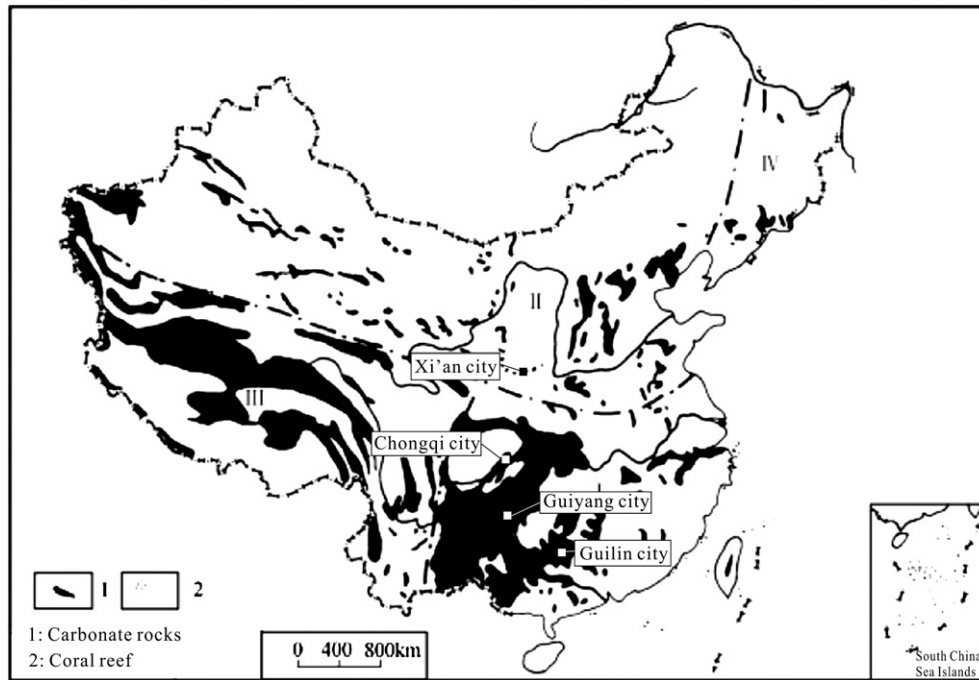 IV
II
Xi'an city
III
Chongqi city
Guiyang city
Guilin city
1 2
1: Carbonate rocks
2: Coral reef
0 400 800km
South China
Sea Islands